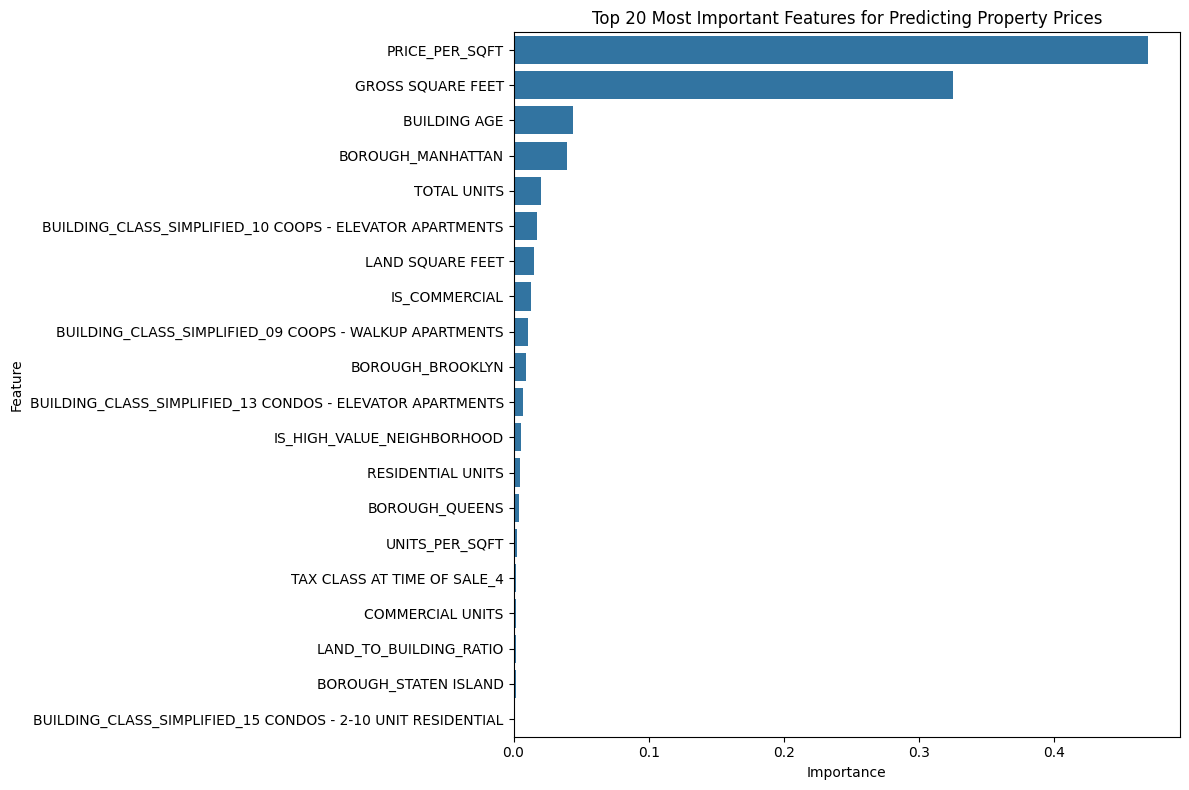 Top 20 Most Important Features for Predicting Property Prices
PRICE_PER_SQFT
GROSS SQUARE FEET
BUILDING AGE
BOROUGH_MANHATTAN
TOTAL UNITS
BUILDING_CLASS_SIMPLIFIED_10 COOPS - ELEVATOR APARTMENTS
LAND SQUARE FEET
IS_COMMERCIAL
BUILDING_CLASS_SIMPLIFIED_09 COOPS - WALKUP APARTMENTS
BOROUGH_BROOKLYN
BUILDING_CLASS_SIMPLIFIED_13 CONDOS - ELEVATOR APARTMENTS
IS_HIGH_VALUE_NEIGHBORHOOD
RESIDENTIAL UNITS
BOROUGH_QUEENS
UNITS_PER_SQFT
TAX CLASS AT TIME OF SALE_4
COMMERCIAL UNITS
LAND_TO_BUILDING_RATIO
BOROUGH_STATEN ISLAND
BUILDING_CLASS_SIMPLIFIED_15 CONDOS - 2-10 UNIT RESIDENTIAL
Feature
0.0 0.1 0.2 0.3 0.4
Importance